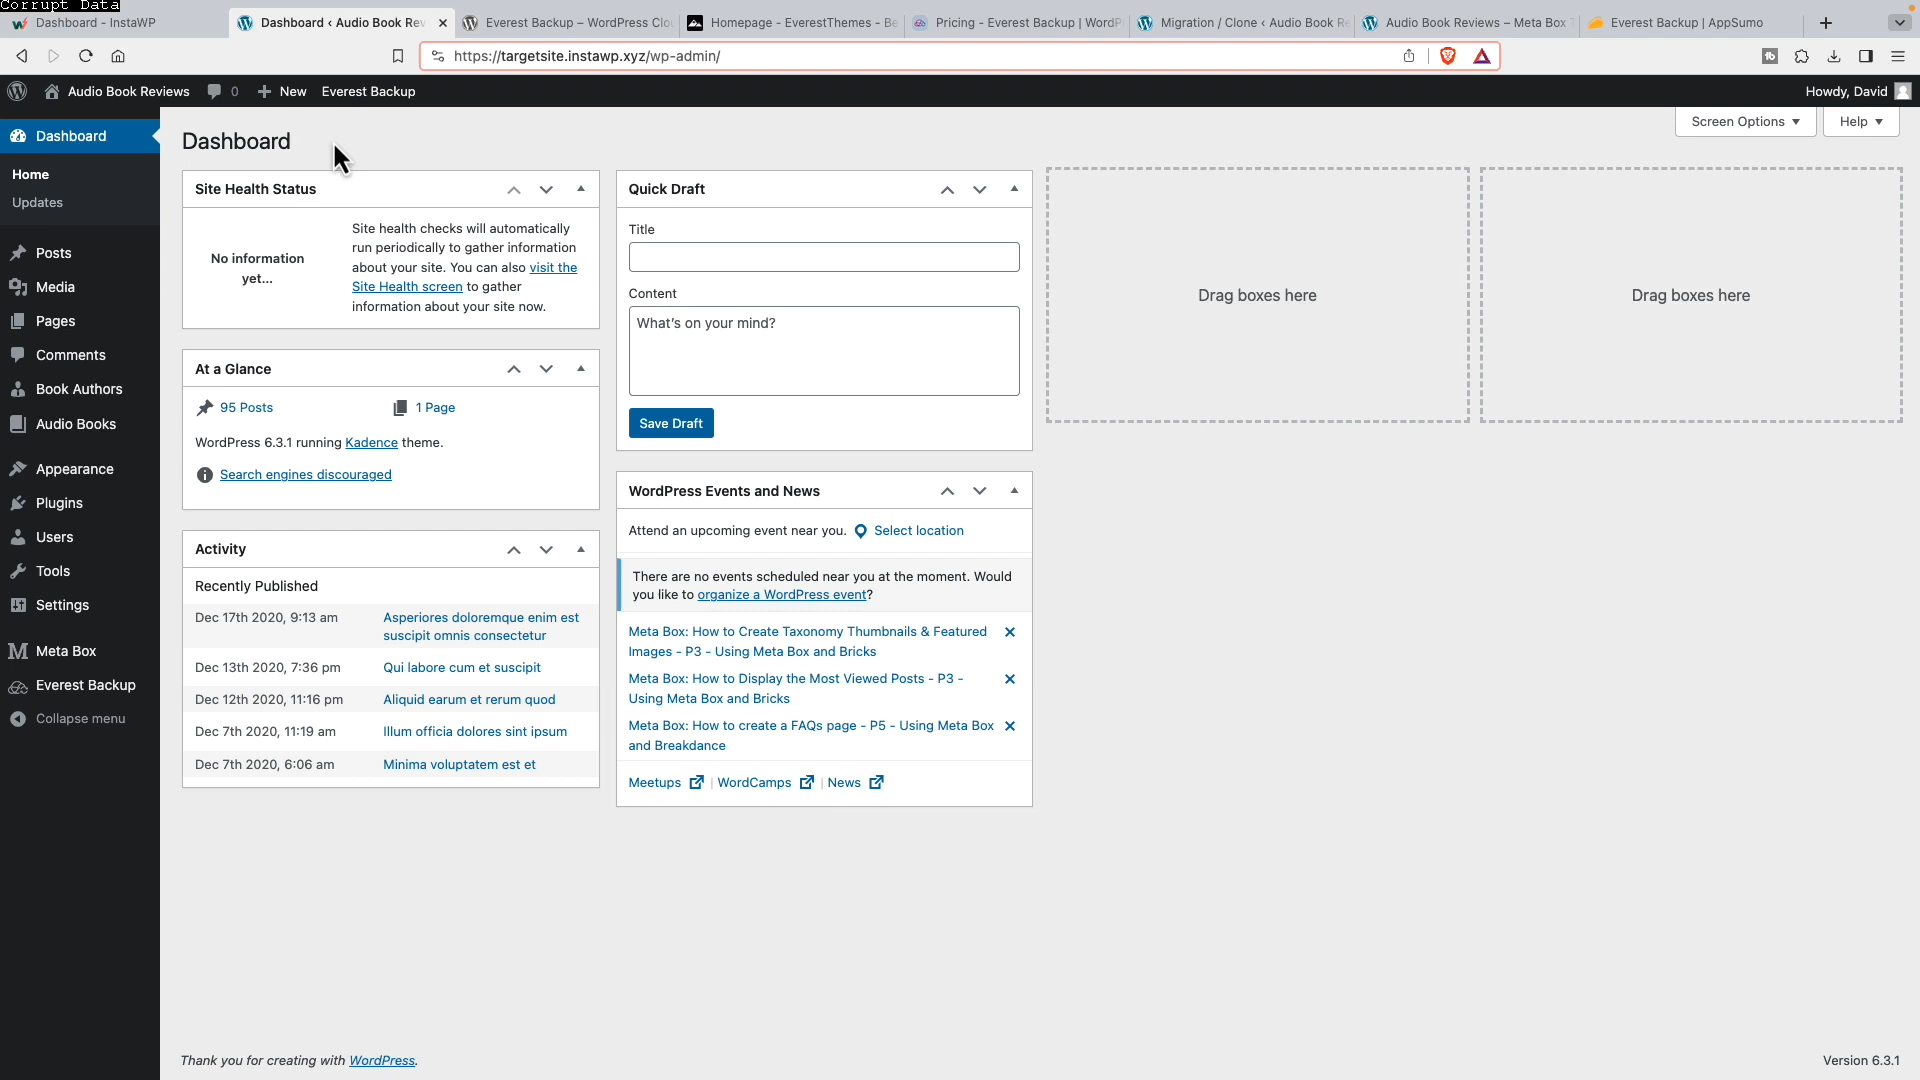 Corrupt Data
Dashboard - InstaWP
Dashboard ‹ Audio Book Rev
Everest Backup – WordPress Clou
Homepage - EverestThemes - Be
Pricing - Everest Backup | WordP
Migration / Clone ‹ Audio Book R
Audio Book Reviews – Meta Box T
Everest Backup | AppSumo
https://targetsite.instawp.xyz/wp-admin/
Audio Book Reviews
0
New
Everest Backup
Howdy, David
Dashboard
Home
Updates
Posts
Media
Pages
Comments
Book Authors
Audio Books
Appearance
Plugins
Users
Tools
Settings
Meta Box
Everest Backup
Collapse menu
Dashboard
Screen Options
Help
Site Health Status
No information
yet...
Site health checks will automatically
run periodically to gather information
about your site. You can also visit the
Site Health screen to gather
information about your site now.
At a Glance
95 Posts
1 Page
WordPress 6.3.1 running Kadence theme.
Search engines discouraged
Activity
Recently Published
Dec 17th 2020, 9:13 am
Asperiores doloremque enim est
suscipit omnis consectetur
Dec 13th 2020, 7:36 pm
Qui labore cum et suscipit
Dec 12th 2020, 11:16 pm
Aliquid earum et rerum quod
Dec 7th 2020, 11:19 am
Illum officia dolores sint ipsum
Dec 7th 2020, 6:06 am
Minima voluptatem est et
Quick Draft
Title
Content
What's on your mind?
Save Draft
WordPress Events and News
Attend an upcoming event near you.
Select location
There are no events scheduled near you at the moment. Would
you like to organize a WordPress event?
Meta Box: How to Create Taxonomy Thumbnails & Featured
Images - P3 - Using Meta Box and Bricks
Meta Box: How to Display the Most Viewed Posts - P3 -
Using Meta Box and Bricks
Meta Box: How to create a FAQs page - P5 - Using Meta Box
and Breakdance
Meetups | WordCamps | News
Drag boxes here
Drag boxes here
Thank you for creating with WordPress.
Version 6.3.1